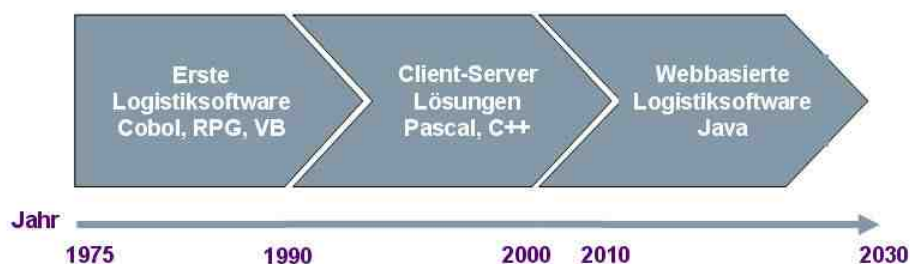 Erste
Logistiksoftware
Cobol, RPG, VB
Client-Server
Lösungen
Pascal, C++
Webbasierte
Logistiksoftware
Java
Jahr
1975 1990 2000 2010 2030